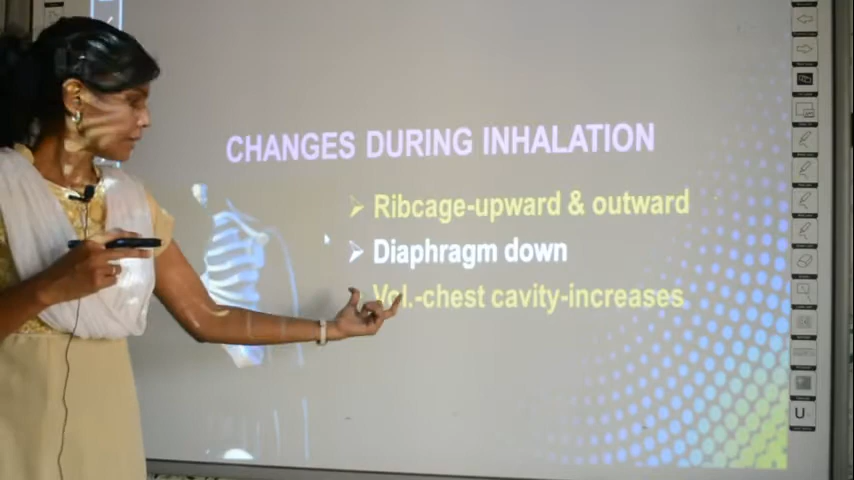 CHANGES DURING INHALATION
Ribcage-upward & outward
Diaphragm down
Vol.-chest cavity-increases
U